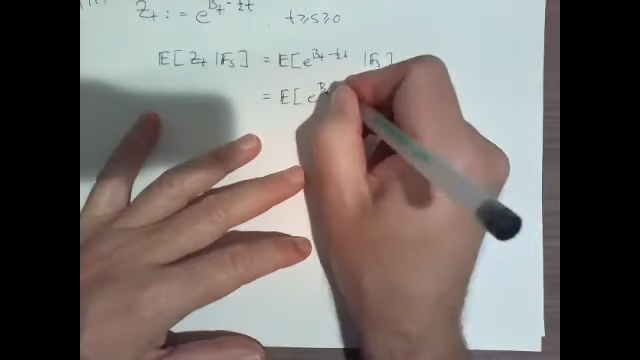 Z_t := e^{B_t - ½t} t ≥ s ≥ 0
E[ Z_t | F_s ] = E[ e^{B_t - ½t} | F_s ]
= E[ e^{B_t